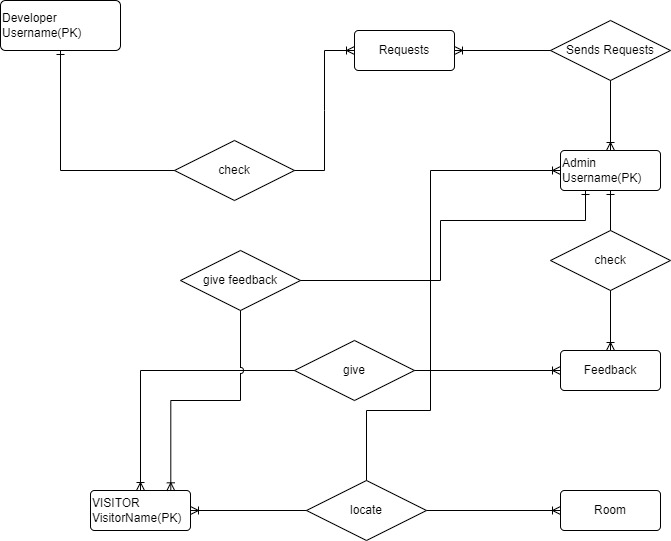 Developer
Username(PK)
Requests
Sends Requests
check
Admin
Username(PK)
give feedback
check
give
Feedback
VISITOR
VisitorName(PK)
locate
Room